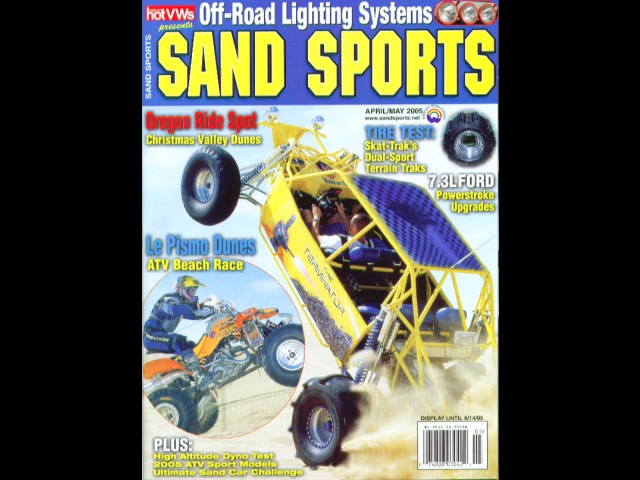 hotVWs
presents
Off-Road Lighting Systems
SAND SPORTS
SAND SPORTS
APRIL/MAY 2005
www.sandsports.net
Oregon Ride Spot
Christmas Valley Dunes
TIRE TEST:
Skat-Trak's
Dual-Sport
Terrain Traks
7.3L FORD
Powerstroke
Upgrades
Le Pismo Dunes
ATV Beach Race
The
TERMINATOR
DISPLAY UNTIL 6/14/05
PLUS:
High Altitude Dyno Test
2005 ATV Sport Models
Ultimate Sand Car Challenge